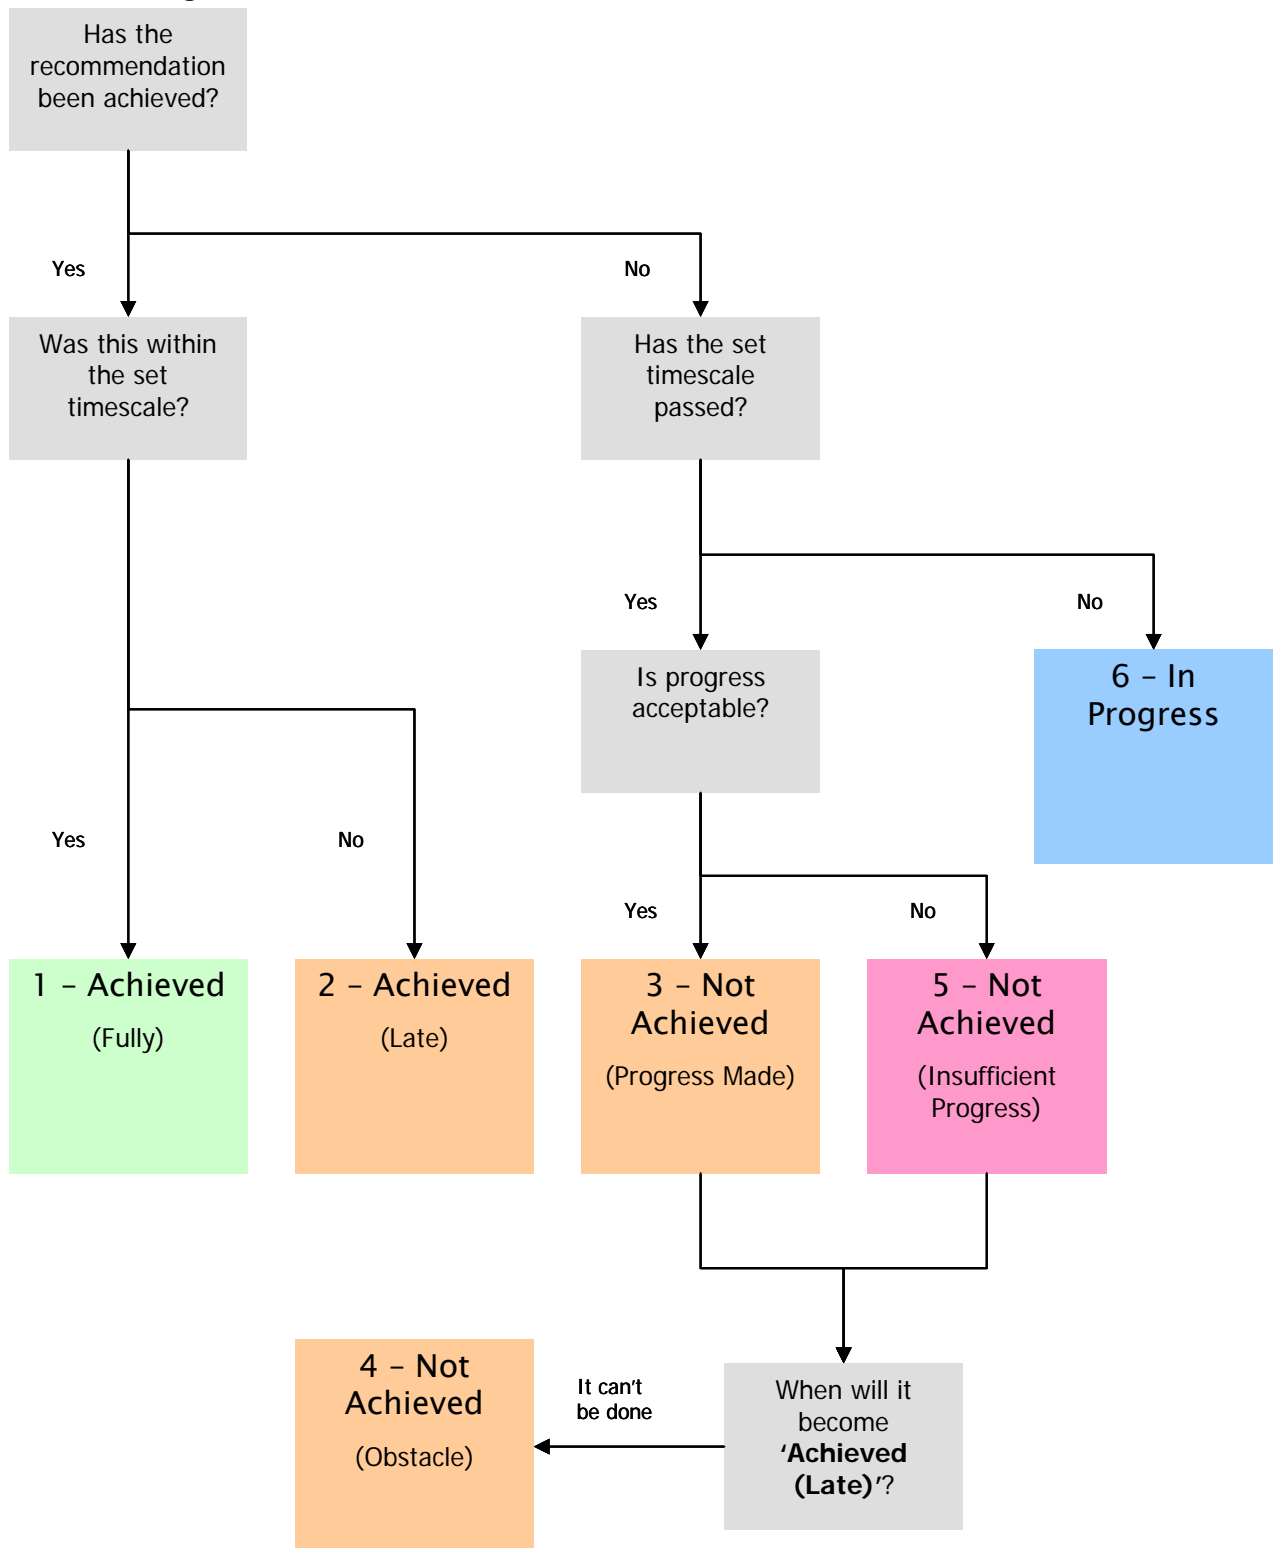 Has the
recommendation
been achieved?
Yes
No
Was this within
the set
timescale?
Has the set
timescale
passed?
Yes
No
Is progress
acceptable?
6 – In
Progress
Yes
No
Yes
No
1 – Achieved
(Fully)
2 – Achieved
(Late)
3 – Not
Achieved
(Progress Made)
5 – Not
Achieved
(Insufficient
Progress)
4 – Not
Achieved
(Obstacle)
It can't
be done
When will it
become
‘Achieved
(Late)’?